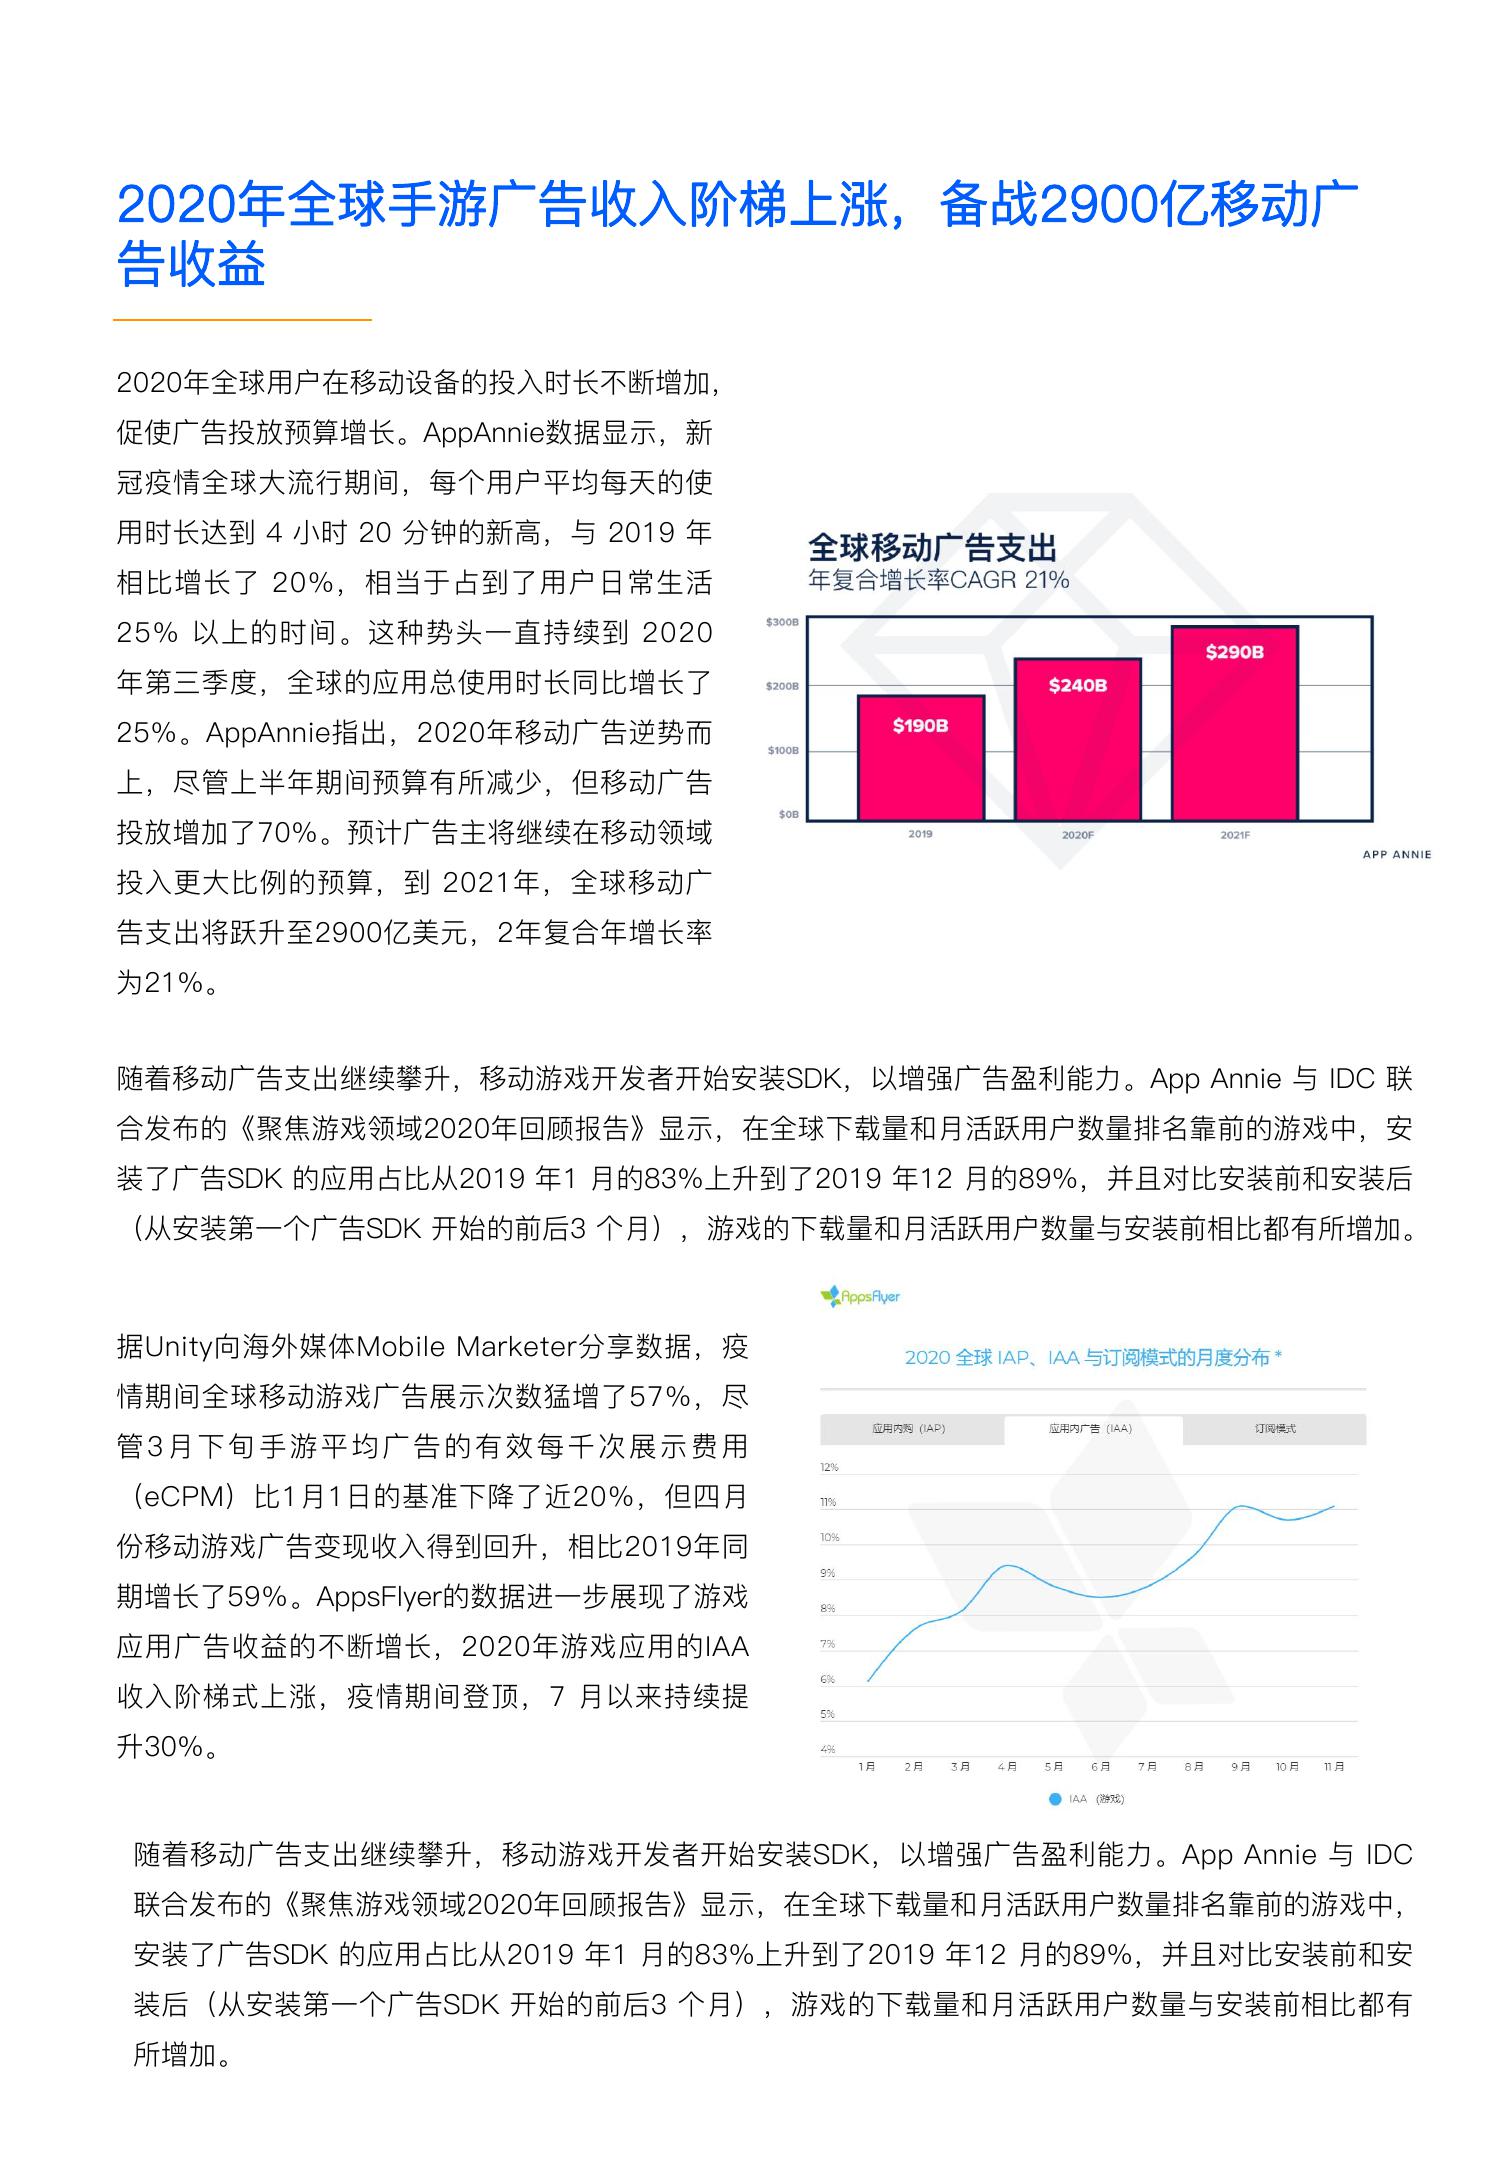 2020年全球手游广告收入阶梯上涨，备战2900亿移动广
告收益
2020年全球用户在移动设备的投入时长不断增加，
促使广告投放预算增长。AppAnnie数据显示，新
冠疫情全球大流行期间，每个用户平均每天的使
用时长达到 4 小时 20 分钟的新高，与 2019 年
相比增长了 20%，相当于占到了用户日常生活
25% 以上的时间。这种势头一直持续到 2020
年第三季度，全球的应用总使用时长同比增长了
25%。AppAnnie指出，2020年移动广告逆势而
上，尽管上半年期间预算有所减少，但移动广告
投放增加了70%。预计广告主将继续在移动领域
投入更大比例的预算，到 2021年，全球移动广
告支出将跃升至2900亿美元，2年复合年增长率
为21%。
全球移动广告支出
年复合增长率CAGR 21%
$300B
$200B
$100B
$0B
$190B
$240B
$290B
2019
2020F
2021F
APP ANNIE
随着移动广告支出继续攀升，移动游戏开发者开始安装SDK，以增强广告盈利能力。App Annie 与 IDC 联
合发布的《聚焦游戏领域2020年回顾报告》显示，在全球下载量和月活跃用户数量排名靠前的游戏中，安
装了广告SDK 的应用占比从2019 年1 月的83%上升到了2019 年12 月的89%，并且对比安装前和安装后
（从安装第一个广告SDK 开始的前后3 个月），游戏的下载量和月活跃用户数量与安装前相比都有所增加。
据Unity向海外媒体Mobile Marketer分享数据，疫
情期间全球移动游戏广告展示次数猛增了57%，尽
管3月下旬手游平均广告的有效每千次展示费用
（eCPM）比1月1日的基准下降了近20%，但四月
份移动游戏广告变现收入得到回升，相比2019年同
期增长了59%。AppsFlyer的数据进一步展现了游戏
应用广告收益的不断增长，2020年游戏应用的IAA
收入阶梯式上涨，疫情期间登顶，7 月以来持续提
升30%。
AppsFlyer
2020 全球 IAP、IAA 与订阅模式的月度分布 *
应用内购（IAP）
应用内广告（IAA）
订阅模式
12%
11%
10%
9%
8%
7%
6%
5%
4%
1月
2月
3月
4月
5月
6月
7月
8月
9月
10月
11月
IAA （游戏）
随着移动广告支出继续攀升，移动游戏开发者开始安装SDK，以增强广告盈利能力。App Annie 与 IDC
联合发布的《聚焦游戏领域2020年回顾报告》显示，在全球下载量和月活跃用户数量排名靠前的游戏中，
安装了广告SDK 的应用占比从2019 年1 月的83%上升到了2019 年12 月的89%，并且对比安装前和安
装后（从安装第一个广告SDK 开始的前后3 个月），游戏的下载量和月活跃用户数量与安装前相比都有
所增加。